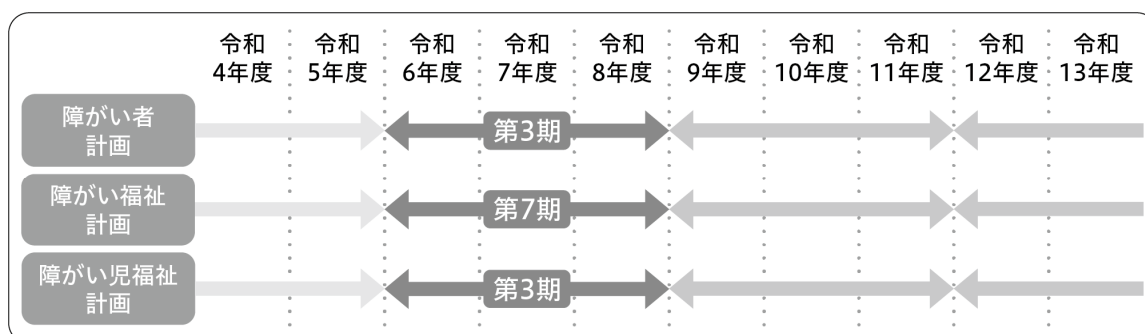 令和 令和 令和 令和 令和 令和 令和 令和 令和 令和
4年度 5年度 6年度 7年度 8年度 9年度 10年度 11年度 12年度 13年度
障がい者
計画
第3期
障がい福祉
計画
第7期
障がい児福祉
計画
第3期